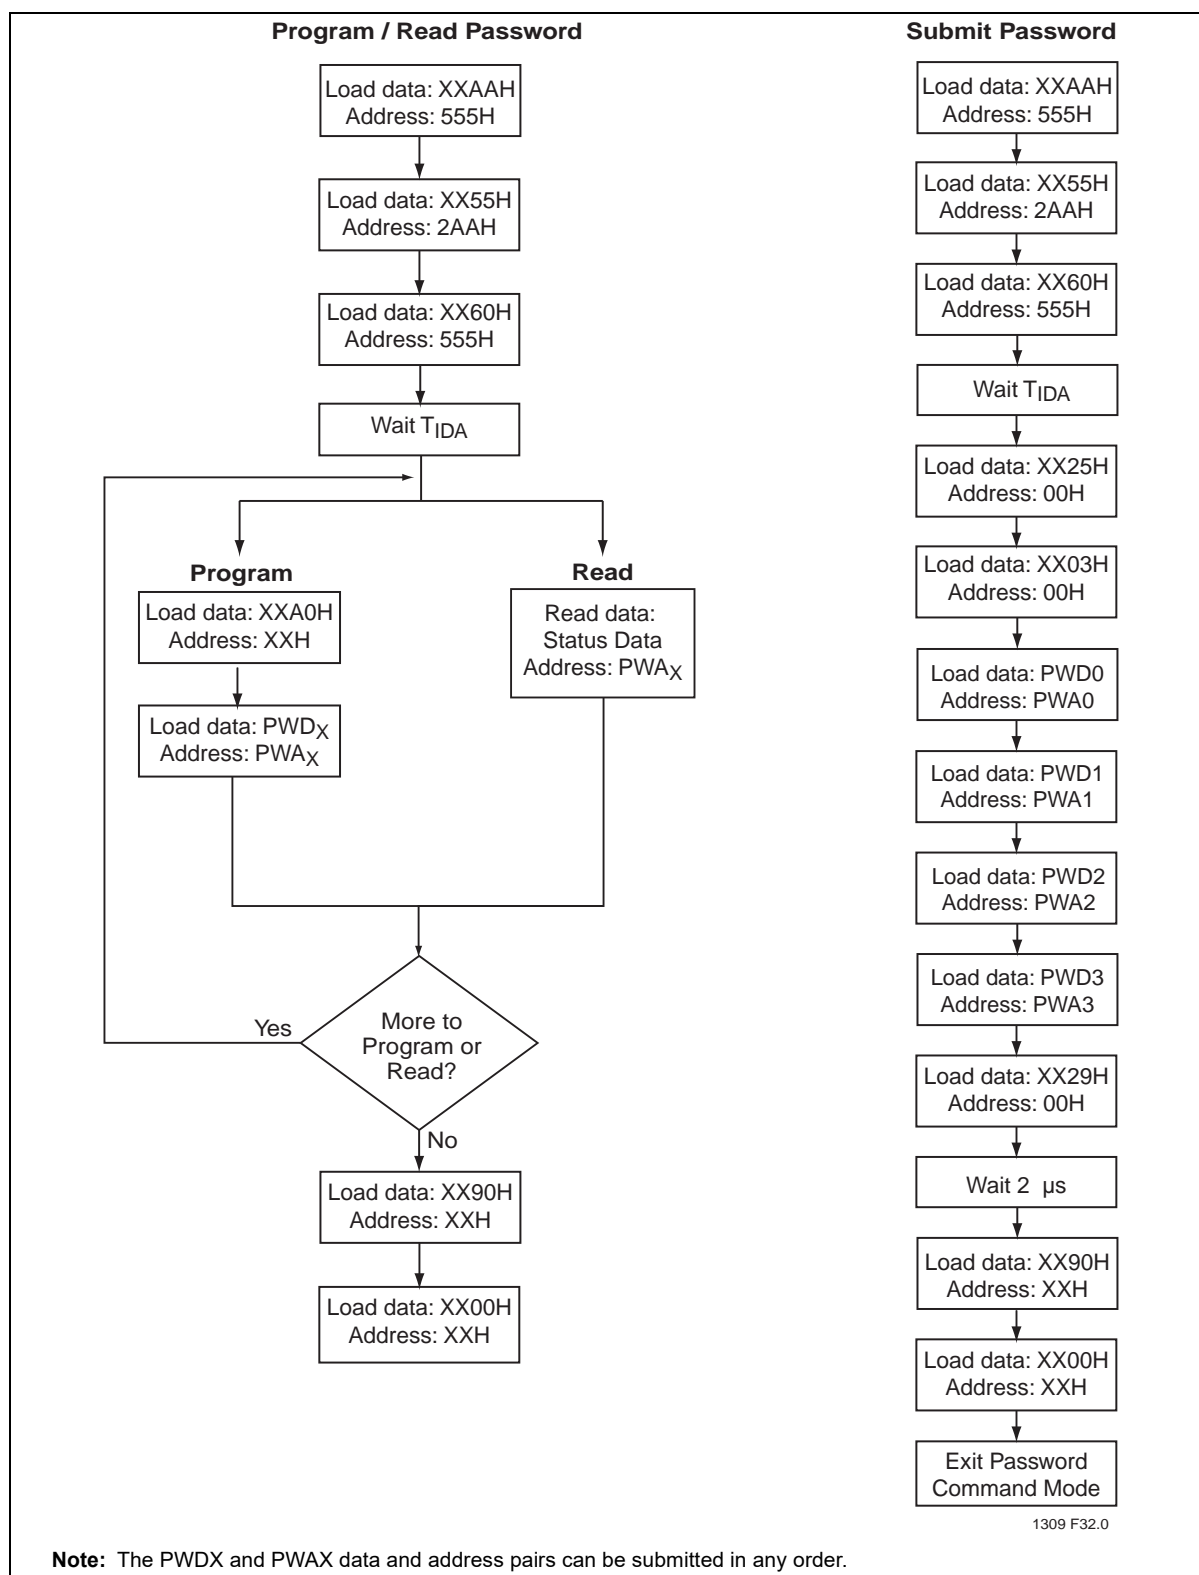 Program / Read Password
Load data: XXAAH
Address: 555H
Load data: XX55H
Address: 2AAH
Load data: XX60H
Address: 555H
Wait TIDA
Program
Load data: XXA0H
Address: XXH
Load data: PWDX
Address: PWAX
Read
Read data:
Status Data
Address: PWAX
More to
Program or
Read?
Yes
No
Load data: XX90H
Address: XXH
Load data: XX00H
Address: XXH
Submit Password
Load data: XXAAH
Address: 555H
Load data: XX55H
Address: 2AAH
Load data: XX60H
Address: 555H
Wait TIDA
Load data: XX25H
Address: 00H
Load data: XX03H
Address: 00H
Load data: PWD0
Address: PWA0
Load data: PWD1
Address: PWA1
Load data: PWD2
Address: PWA2
Load data: PWD3
Address: PWA3
Load data: XX29H
Address: 00H
Wait 2 µs
Load data: XX90H
Address: XXH
Load data: XX00H
Address: XXH
Exit Password
Command Mode
1309 F32.0
Note: The PWDX and PWAX data and address pairs can be submitted in any order.